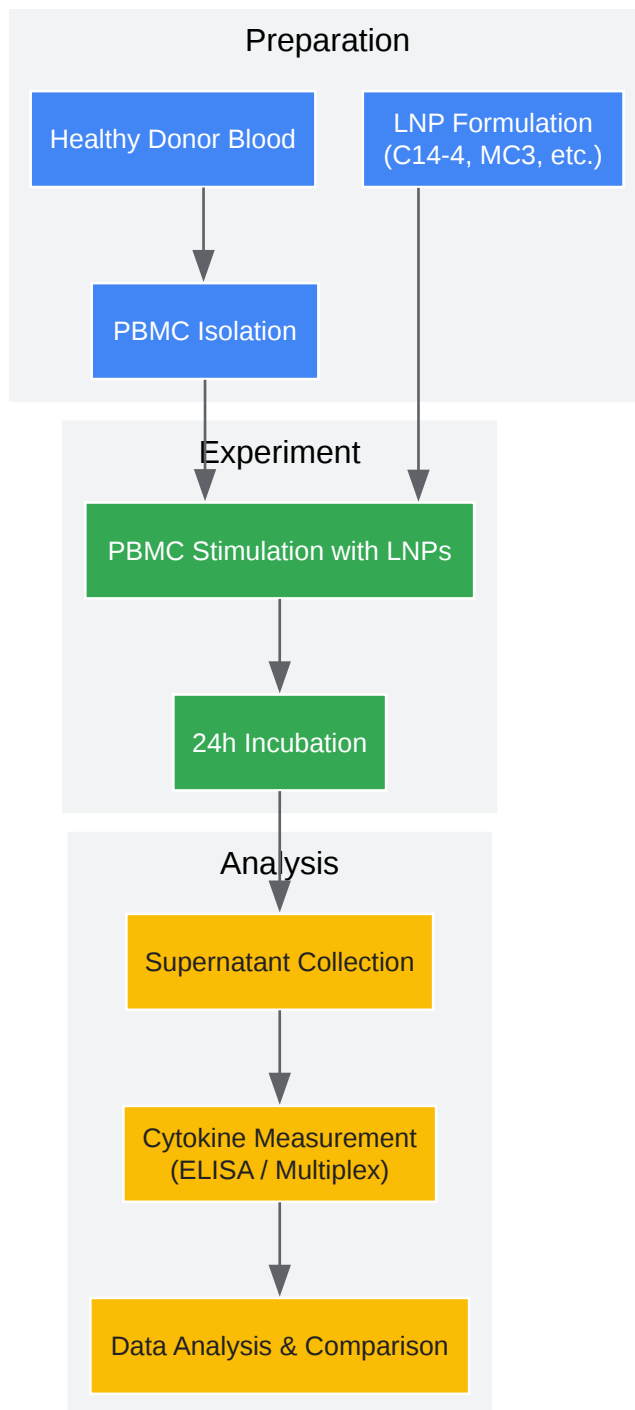 Preparation
Healthy Donor Blood
LNP Formulation
(C14-4, MC3, etc.)
PBMC Isolation
Experiment
PBMC Stimulation with LNPs
24h Incubation
Analysis
Supernatant Collection
Cytokine Measurement
(ELISA / Multiplex)
Data Analysis & Comparison